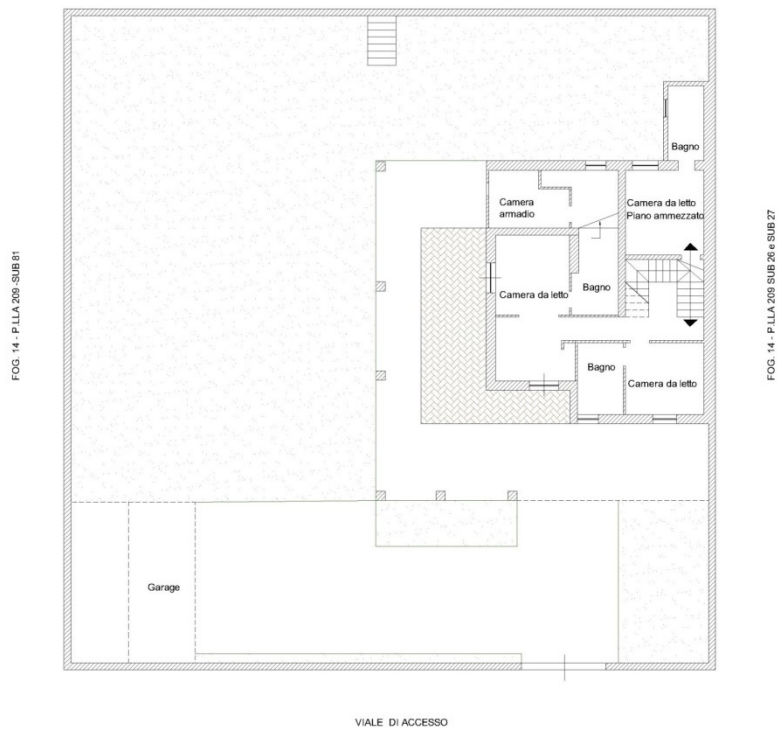 Bagno
Camera
armadio
Camera da letto
Piano ammezzato
FOG. 14 - P.LLA 209 -SUB 81
FOG. 14 - P.LLA 209 SUB 26 e SUB 27
Camera da letto
Bagno
Bagno
Camera da letto
Garage
VIALE DI ACCESSO